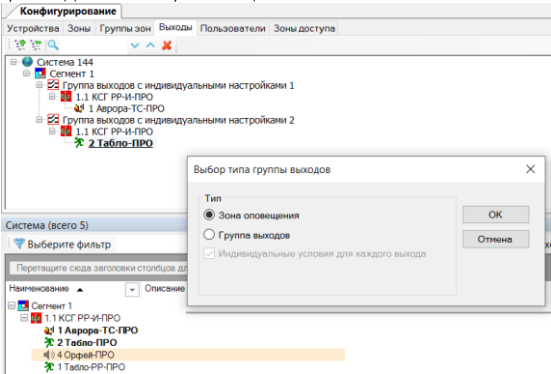 Конфигурирование
Устройства Зоны Группы зон Выходы Пользователи Зоны доступа
Система 144
Сегмент 1
Группа выходов с индивидуальными настройками 1
1.1 КСГ РР-И-ПРО
1 Аврора-ТС-ПРО
Группа выходов с индивидуальными настройками 2
1.1 КСГ РР-И-ПРО
2 Табло-ПРО
Выбор типа группы выходов
Тип
Зона оповещения
Группа выходов
Индивидуальные условия для каждого выхода
OK
Отмена
Система (всего 5)
Выберите фильтр
Перетащите сюда заголовки столбцов
Наименование Описание
Сегмент 1
1.1 КСГ РР-И-ПРО
1 Аврора-ТС-ПРО
2 Табло-ПРО
4 Орфей-ПРО
1 Табло-РР-ПРО